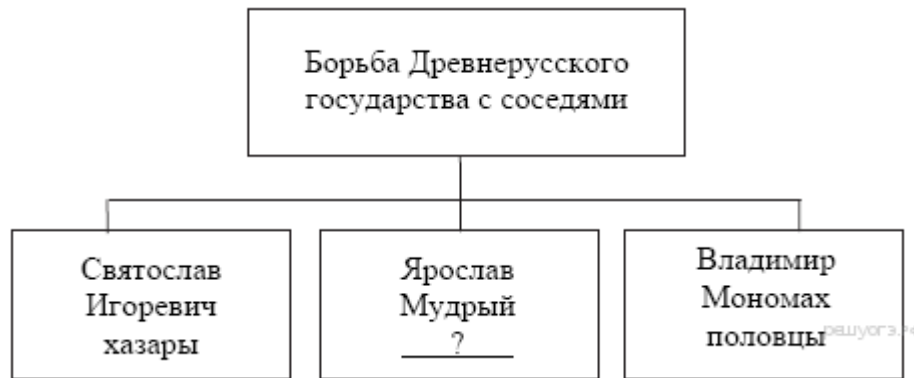 Борьба Древнерусского
государства с соседями
Святослав
Игоревич
хазары
Ярослав
Мудрый
?
Владимир
Мономах
половцы